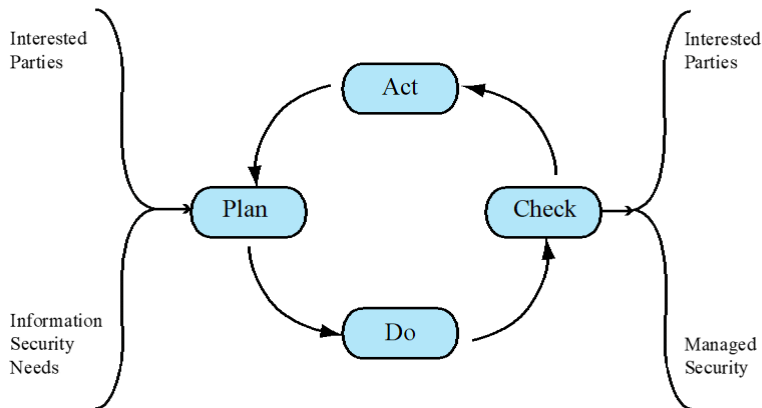 Interested
Parties
Interested
Parties
Act
Plan
Check
Do
Information
Security
Needs
Managed
Security